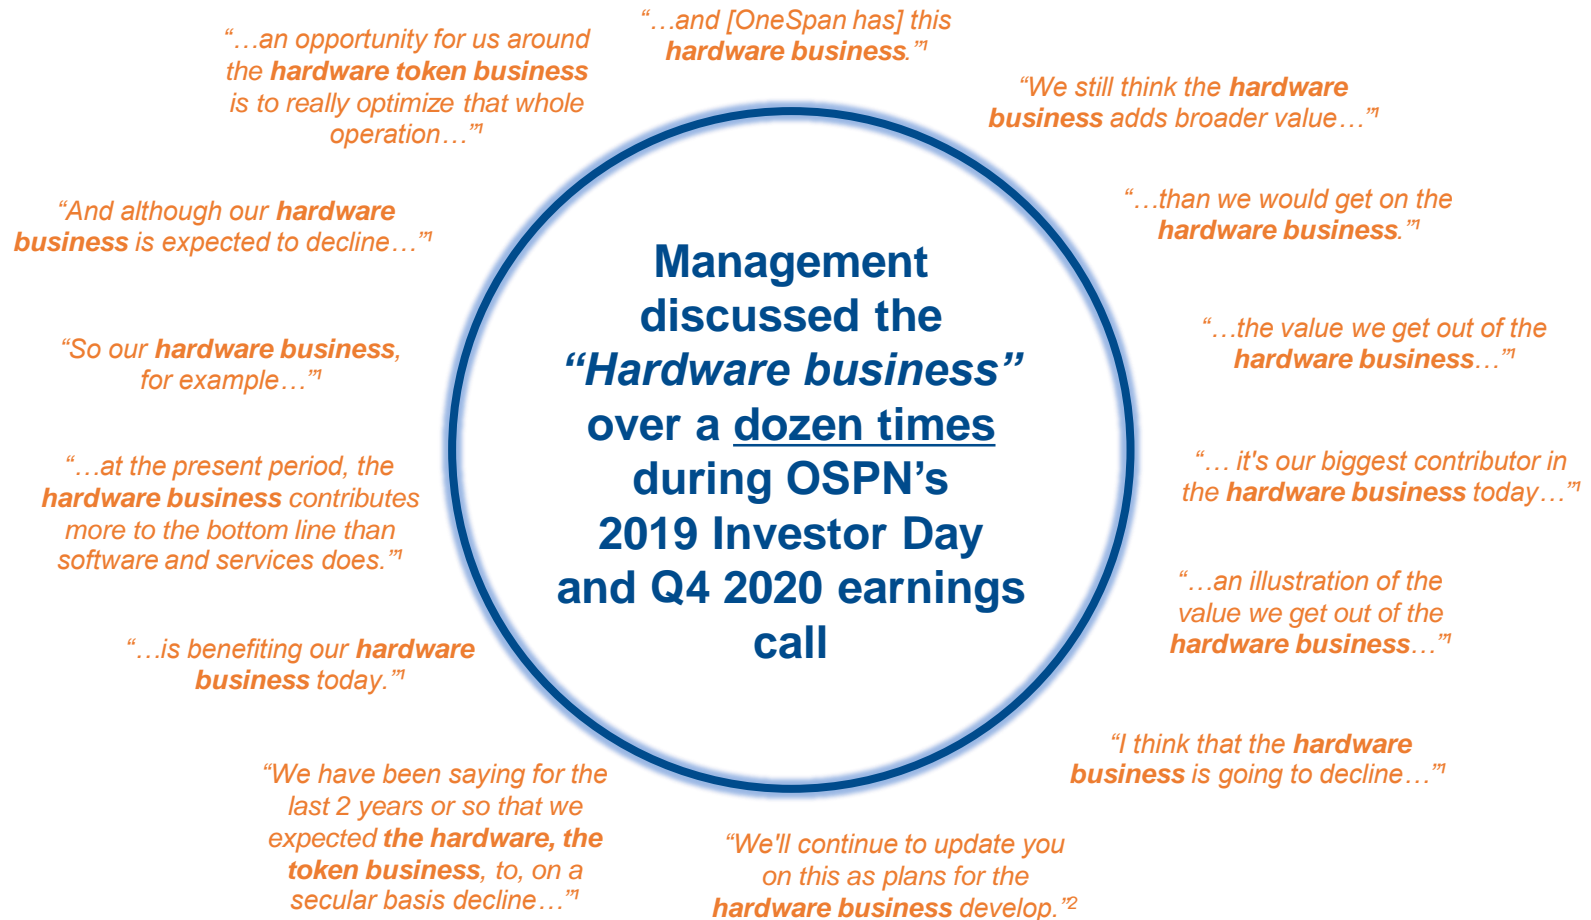 “…and [OneSpan has] this
hardware business.”1
“…an opportunity for us around
the hardware token business
is to really optimize that whole
operation…”1
“We still think the hardware
business adds broader value…”1
“And although our hardware
business is expected to decline…”1
“…than we would get on the
hardware business.”1
“So our hardware business,
for example…”1
“…the value we get out of the
hardware business…”1
“…at the present period, the
hardware business contributes
more to the bottom line than
software and services does.”1
“… it's our biggest contributor in
the hardware business today…”1
“…is benefiting our hardware
business today.”1
“…an illustration of the
value we get out of the
hardware business…”1
“We have been saying for the
last 2 years or so that we
expected the hardware, the
token business, to, on a
secular basis decline…”1
“I think that the hardware
business is going to decline…”1
“We'll continue to update you
on this as plans for the
hardware business develop.”2
Management
discussed the
“Hardware business”
over a dozen times
during OSPN’s
2019 Investor Day
and Q4 2020 earnings
call